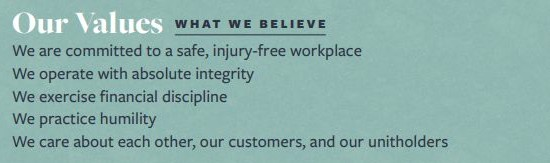 Our Values WHAT WE BELIEVE
We are committed to a safe, injury-free workplace
We operate with absolute integrity
We exercise financial discipline
We practice humility
We care about each other, our customers, and our unitholders